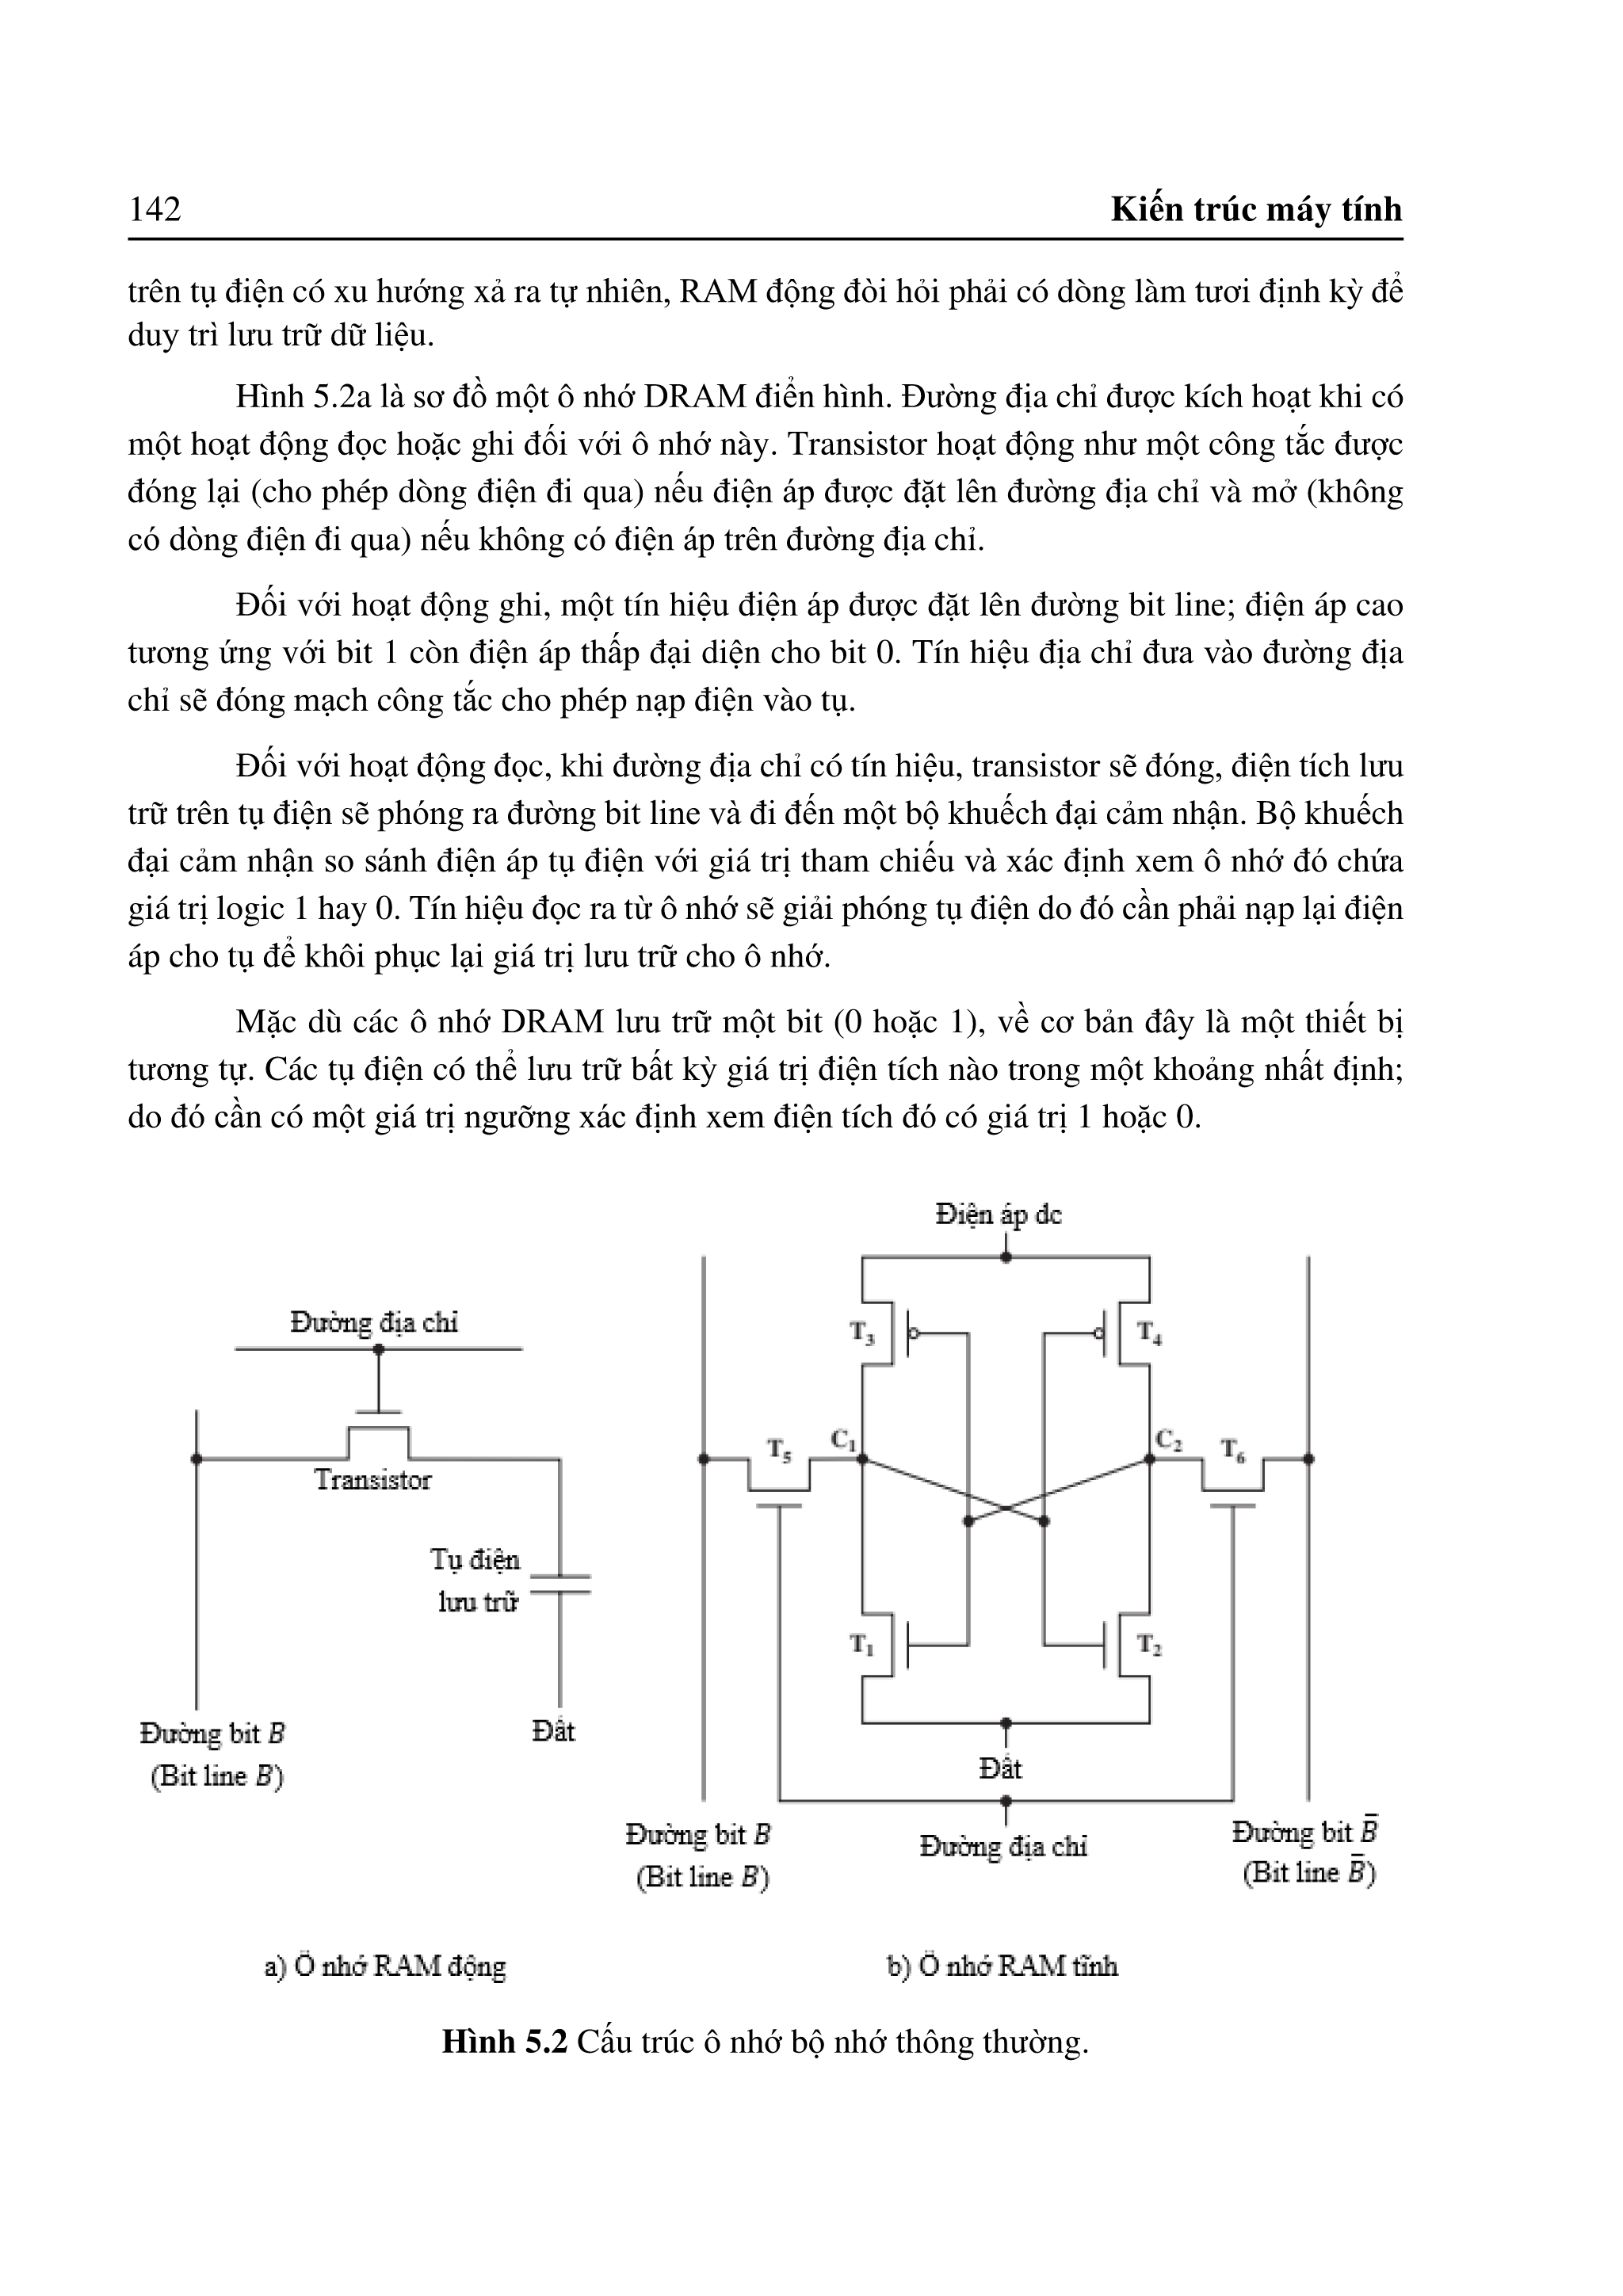 142 Kiến trúc máy tính
trên tụ điện có xu hướng xả ra tự nhiên, RAM động đòi hỏi phải có dòng làm tươi định kỳ để
duy trì lưu trữ dữ liệu.
Hình 5.2a là sơ đồ một ô nhớ DRAM điển hình. Đường địa chỉ được kích hoạt khi có
một hoạt động đọc hoặc ghi đối với ô nhớ này. Transistor hoạt động như một công tắc được
đóng lại (cho phép dòng điện đi qua) nếu điện áp được đặt lên đường địa chỉ và mở (không
có dòng điện đi qua) nếu không có điện áp trên đường địa chỉ.
Đối với hoạt động ghi, một tín hiệu điện áp được đặt lên đường bit line; điện áp cao
tương ứng với bit 1 còn điện áp thấp đại diện cho bit 0. Tín hiệu địa chỉ đưa vào đường địa
chỉ sẽ đóng mạch công tắc cho phép nạp điện vào tụ.
Đối với hoạt động đọc, khi đường địa chỉ có tín hiệu, transistor sẽ đóng, điện tích lưu
trữ trên tụ điện sẽ phóng ra đường bit line và đi đến một bộ khuếch đại cảm nhận. Bộ khuếch
đại cảm nhận so sánh điện áp tụ điện với giá trị tham chiếu và xác định xem ô nhớ đó chứa
giá trị logic 1 hay 0. Tín hiệu đọc ra từ ô nhớ sẽ giải phóng tụ điện do đó cần phải nạp lại điện
áp cho tụ để khôi phục lại giá trị lưu trữ cho ô nhớ.
Mặc dù các ô nhớ DRAM lưu trữ một bit (0 hoặc 1), về cơ bản đây là một thiết bị
tương tự. Các tụ điện có thể lưu trữ bất kỳ giá trị điện tích nào trong một khoảng nhất định;
do đó cần có một giá trị ngưỡng xác định xem điện tích đó có giá trị 1 hoặc 0.
Đường địa chỉ
Transistor
Tụ điện
lưu trữ
Đường bit B
(Bit line B)
Đất
a) Ô nhớ RAM động
Điện áp dc
T₃
T₄
T₅
C₁
C₂
T₆
T₁
T₂
Đất
Đường địa chỉ
Đường bit B
(Bit line B)
Đường bit B̅
(Bit line B̅)
b) Ô nhớ RAM tĩnh
Hình 5.2 Cấu trúc ô nhớ bộ nhớ thông thường.